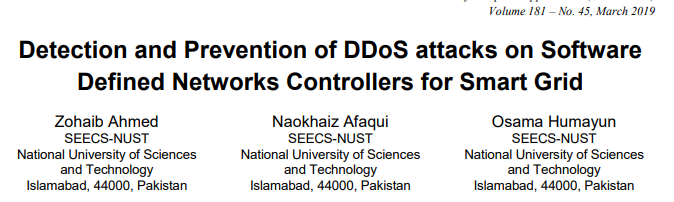 Volume 181 – No. 45, March 2019
Detection and Prevention of DDoS attacks on Software
Defined Networks Controllers for Smart Grid
Zohaib Ahmed
SEECS-NUST
National University of Sciences
and Technology
Islamabad, 44000, Pakistan
Naokhaiz Afaqui
SEECS-NUST
National University of Sciences
and Technology
Islamabad, 44000, Pakistan
Osama Humayun
SEECS-NUST
National University of Sciences
and Technology
Islamabad, 44000, Pakistan